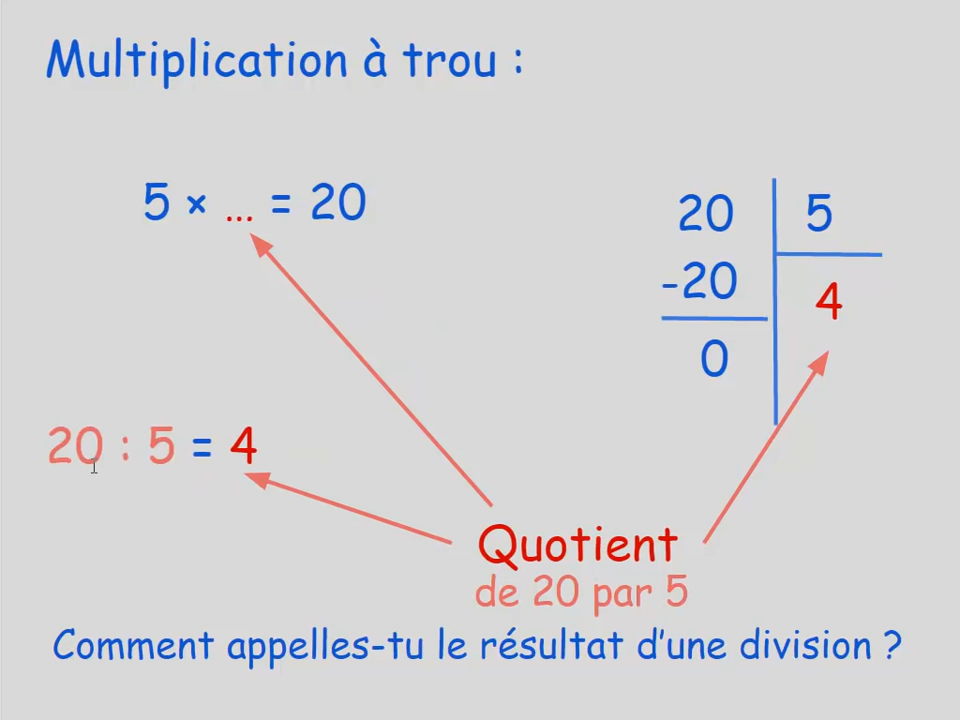 Multiplication à trou :
5 × ... = 20
20 5
-20
4
0
20 : 5 = 4
Quotient
de 20 par 5
Comment appelles-tu le résultat d'une division ?